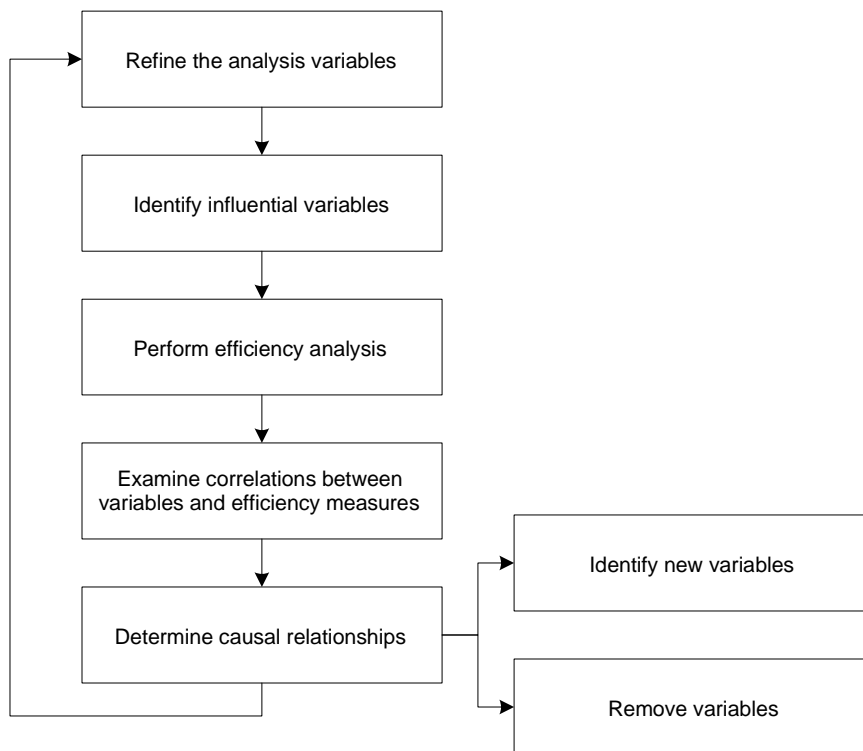 Refine the analysis variables
Identify influential variables
Perform efficiency analysis
Examine correlations between
variables and efficiency measures
Determine causal relationships
Identify new variables
Remove variables